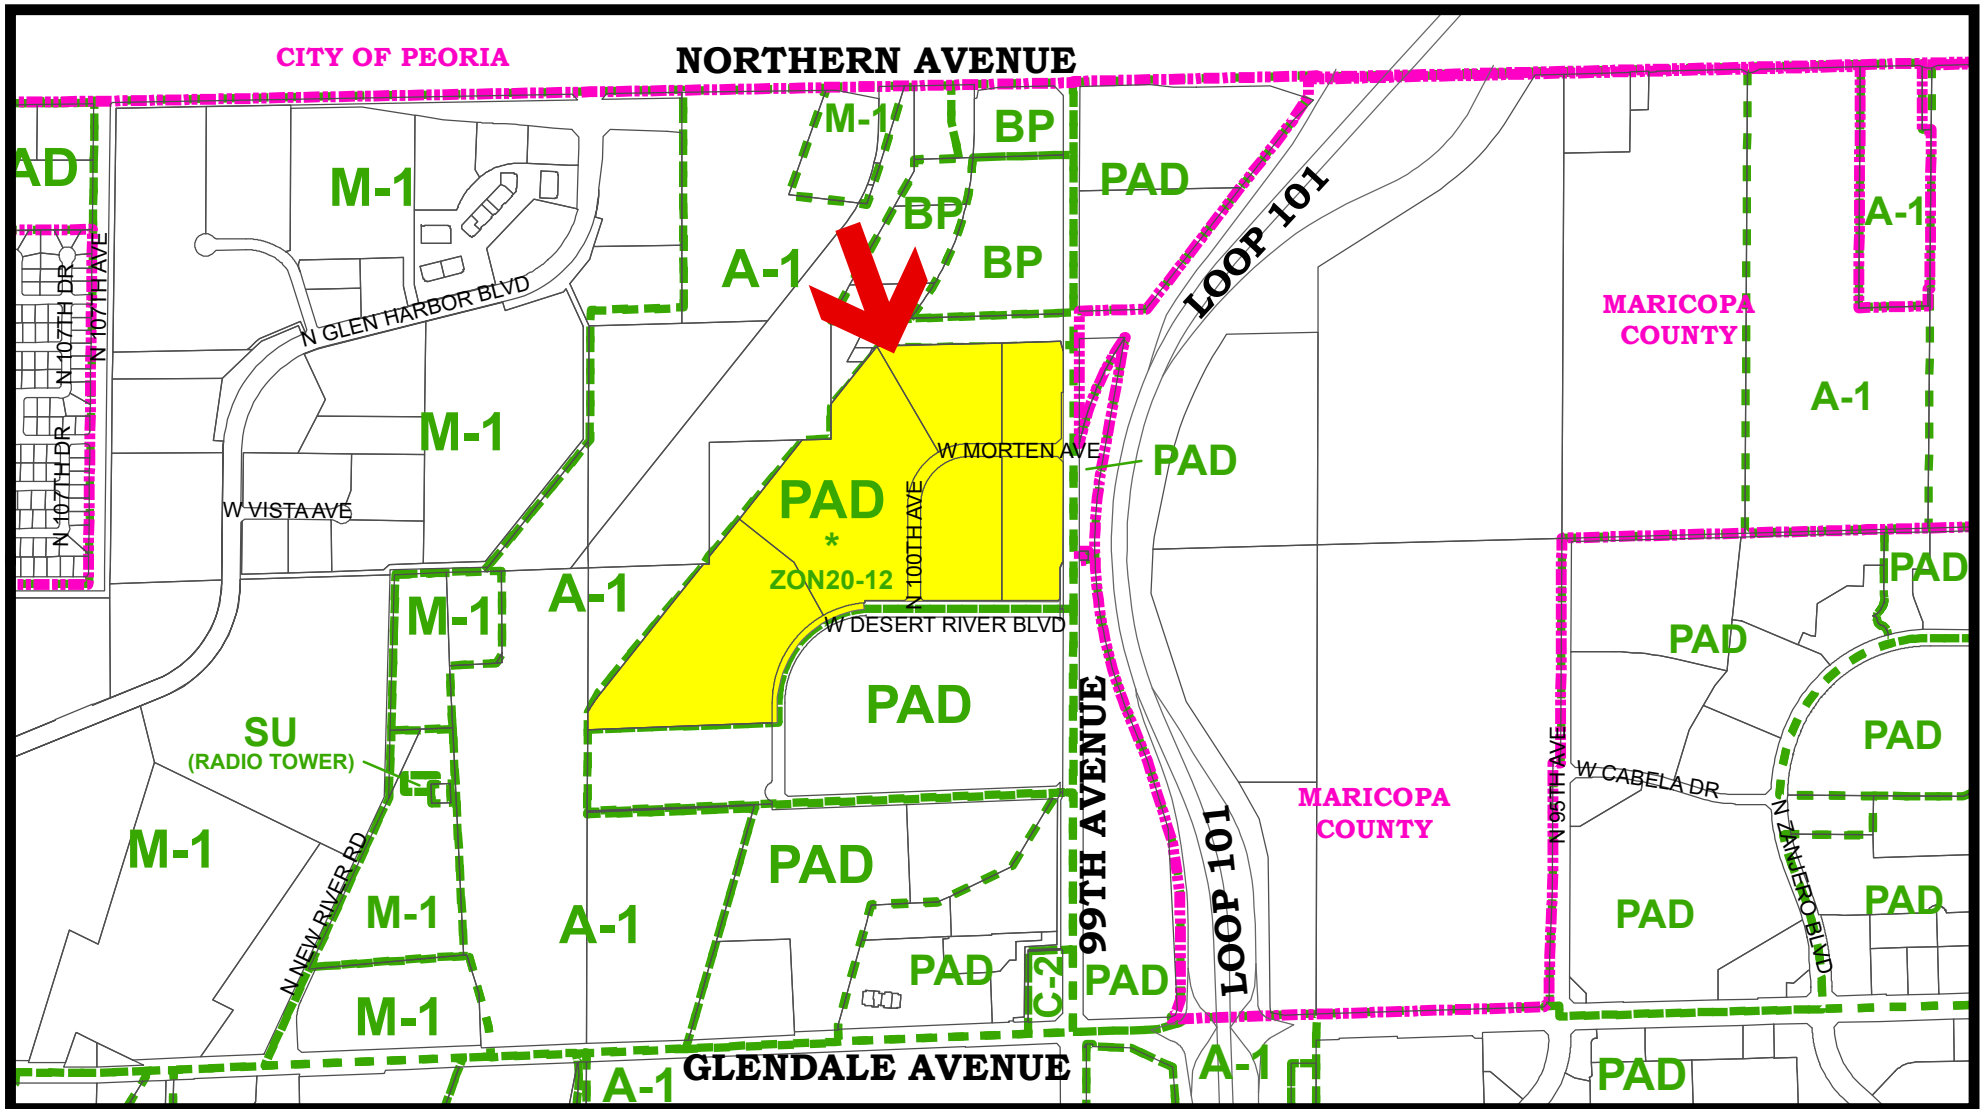 CITY OF PEORIA
NORTHERN AVENUE
M-1
BP
AD
M-1
PAD
LOOP 101
A-1
BP
A-1
BP
N 107TH AVE
N 107TH DR
N GLEN HARBOR BLVD
MARICOPA
COUNTY
A-1
M-1
N 107TH DR
W MORTEN AVE
PAD
PAD
*
ZON20-12
N 100TH AVE
W VISTA AVE
A-1
M-1
W DESERT RIVER BLVD
PAD
PAD
PAD
SU
(RADIO TOWER)
99TH AVENUE
PAD
N 95TH AVE
W CABELA DR
MARICOPA
COUNTY
N ZANJERO BLVD
M-1
N NEW RIVER RD
PAD
LOOP 101
M-1
A-1
PAD
PAD
PAD
C-2
PAD
M-1
GLENDALE AVENUE
A-1
A-1
PAD